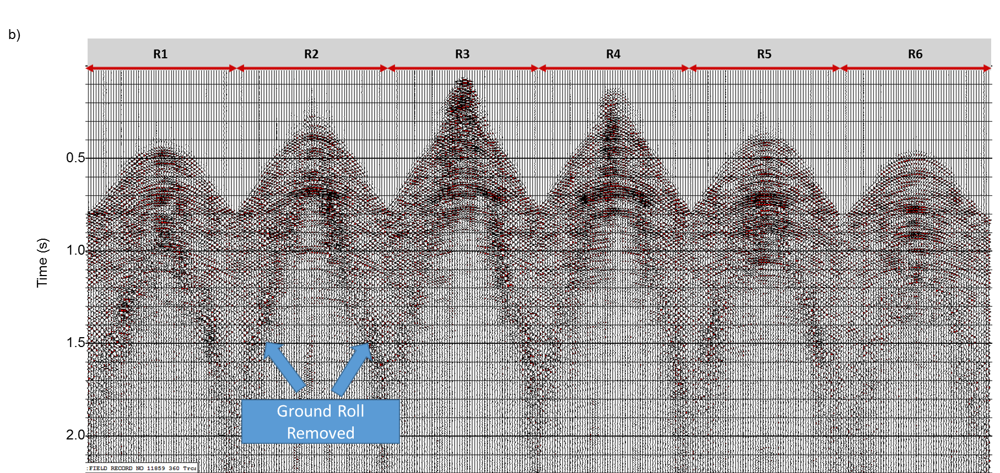 b)
R1 R2 R3 R4 R5 R6
0.5
1.0
Time (s)
1.5
Ground Roll
Removed
2.0
:FIELD RECORD NO 11859 360 Trcs